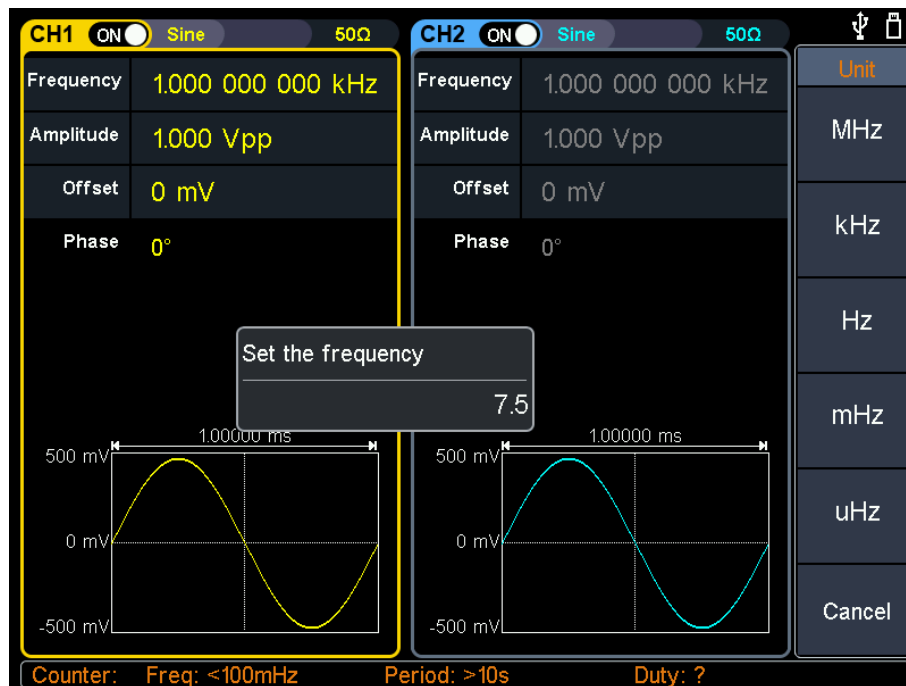 CH1 ON Sine 50Ω
Frequency 1.000 000 000 kHz
Amplitude 1.000 Vpp
Offset 0 mV
Phase 0°
CH2 ON Sine 50Ω
Frequency 1.000 000 000 kHz
Amplitude 1.000 Vpp
Offset 0 mV
Phase 0°
Set the frequency
7.5
1.00000 ms
500 mV
0 mV
-500 mV
1.00000 ms
500 mV
0 mV
-500 mV
Unit
MHz
kHz
Hz
mHz
uHz
Cancel
Counter: Freq: <100mHz Period: >10s Duty: ?